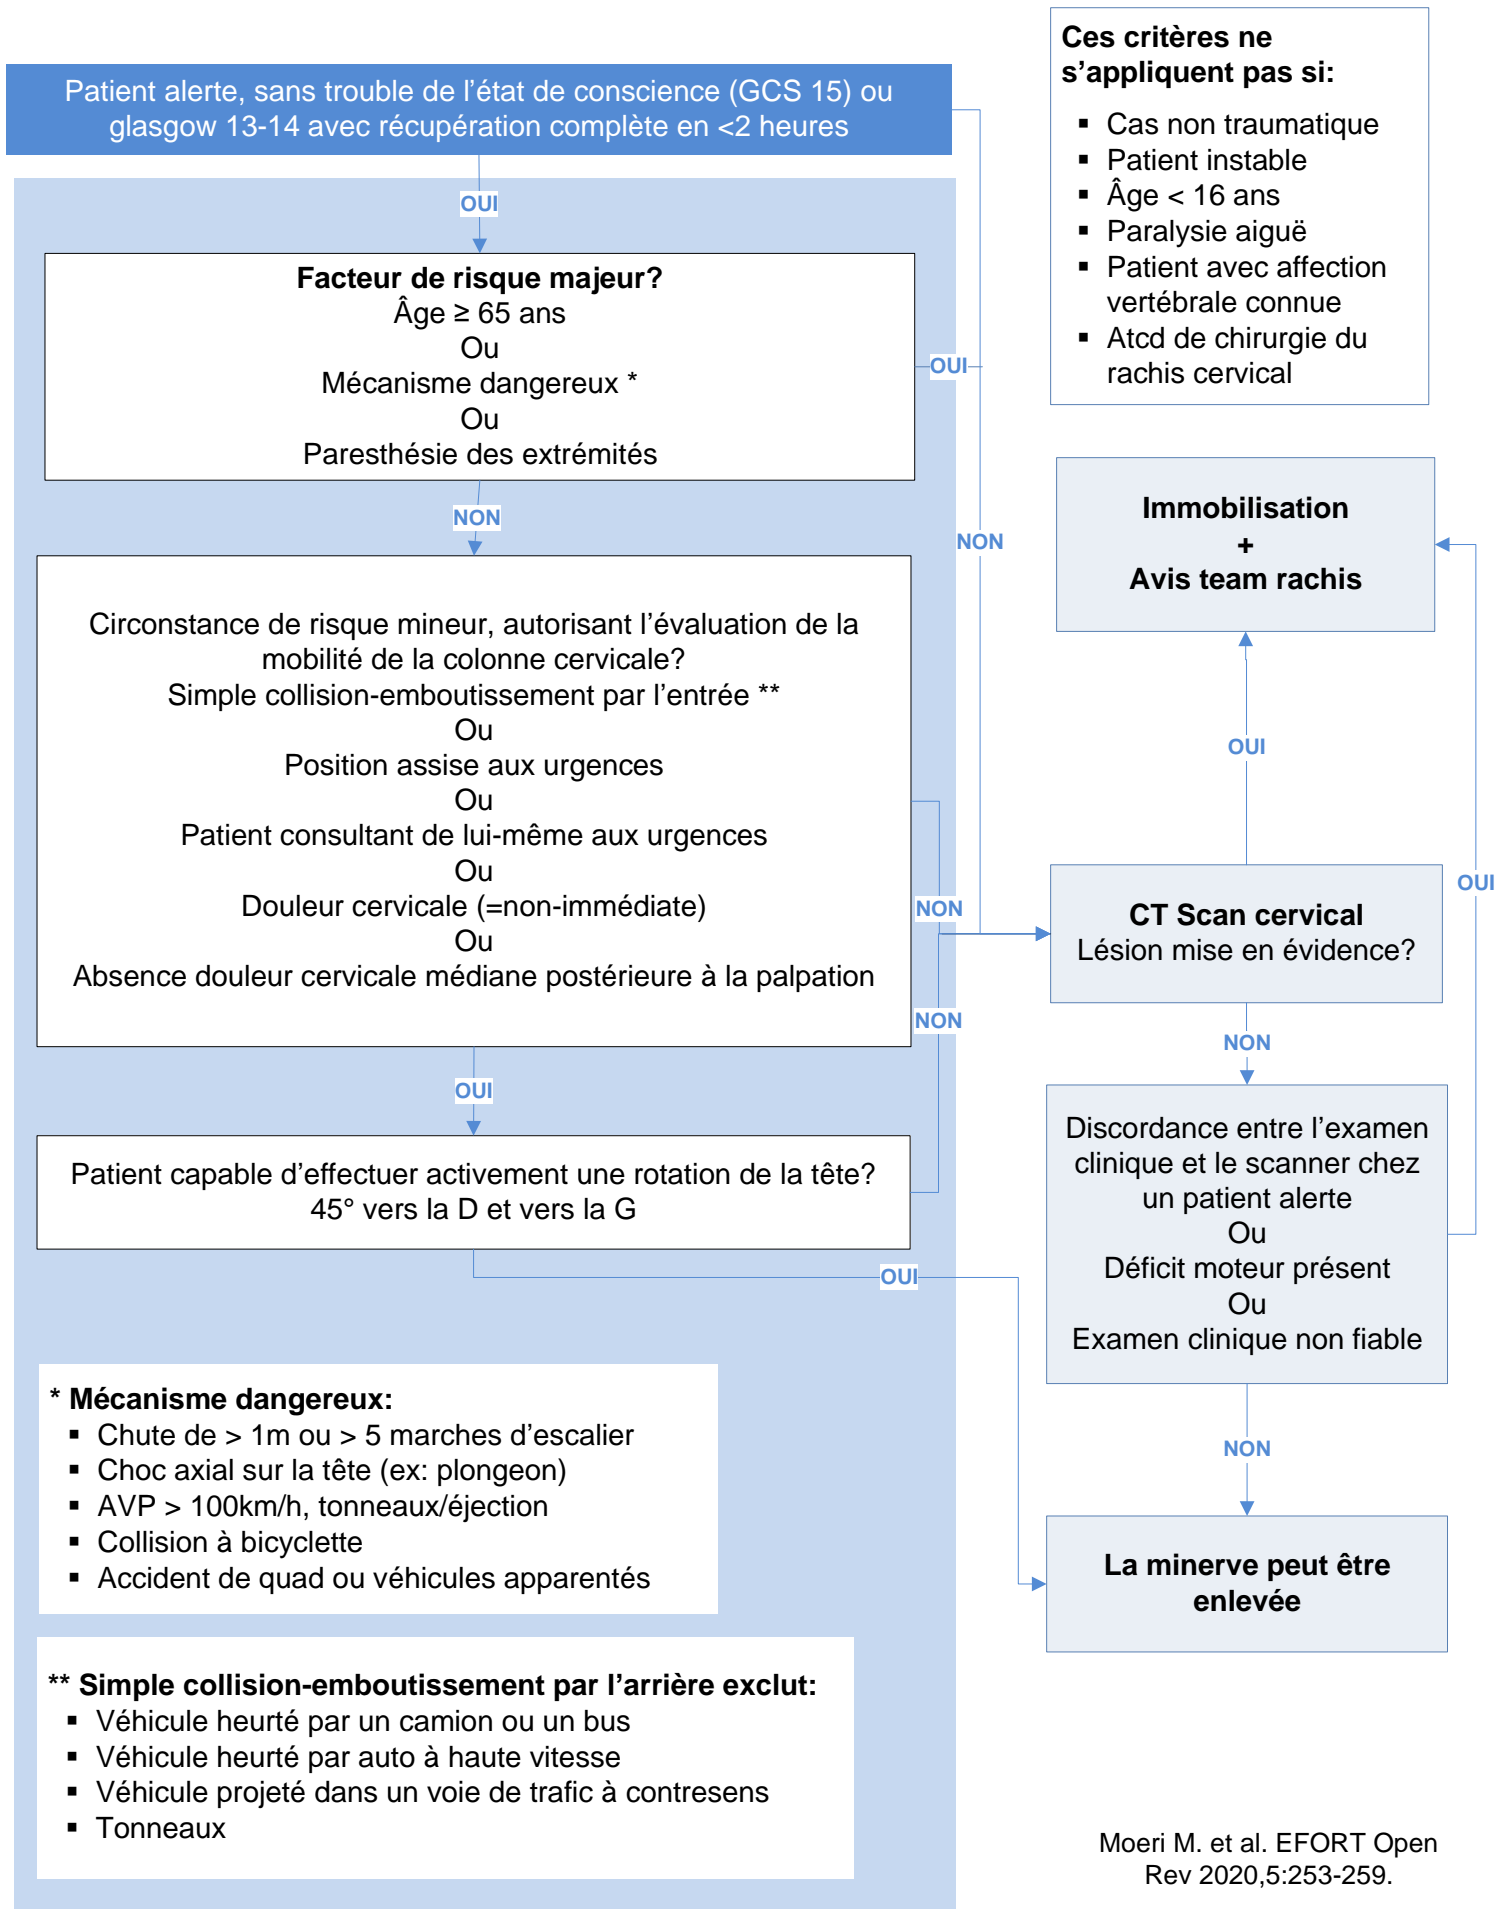 Patient alerte, sans trouble de l’état de conscience (GCS 15) ou
glasgow 13-14 avec récupération complète en <2 heures
OUI
Facteur de risque majeur?
Âge ≥ 65 ans
Ou
Mécanisme dangereux *
Ou
Paresthésie des extrémités
OUI
NON
NON
Circonstance de risque mineur, autorisant l’évaluation de la
mobilité de la colonne cervicale?
Simple collision-emboutissement par l’entrée **
Ou
Position assise aux urgences
Ou
Patient consultant de lui-même aux urgences
Ou
Douleur cervicale (=non-immédiate)
Ou
Absence douleur cervicale médiane postérieure à la palpation
NON
NON
OUI
Patient capable d’effectuer activement une rotation de la tête?
45° vers la D et vers la G
OUI
* Mécanisme dangereux:
▪ Chute de > 1m ou > 5 marches d’escalier
▪ Choc axial sur la tête (ex: plongeon)
▪ AVP > 100km/h, tonneaux/éjection
▪ Collision à bicyclette
▪ Accident de quad ou véhicules apparentés
** Simple collision-emboutissement par l’arrière exclut:
▪ Véhicule heurté par un camion ou un bus
▪ Véhicule heurté par auto à haute vitesse
▪ Véhicule projeté dans un voie de trafic à contresens
▪ Tonneaux
Ces critères ne
s’appliquent pas si:
▪ Cas non traumatique
▪ Patient instable
▪ Âge < 16 ans
▪ Paralysie aiguë
▪ Patient avec affection
vertébrale connue
▪ Atcd de chirurgie du
rachis cervical
Immobilisation
+
Avis team rachis
OUI
OUI
CT Scan cervical
Lésion mise en évidence?
NON
Discordance entre l’examen
clinique et le scanner chez
un patient alerte
Ou
Déficit moteur présent
Ou
Examen clinique non fiable
NON
La minerve peut être
enlevée
Moeri M. et al. EFORT Open
Rev 2020,5:253-259.